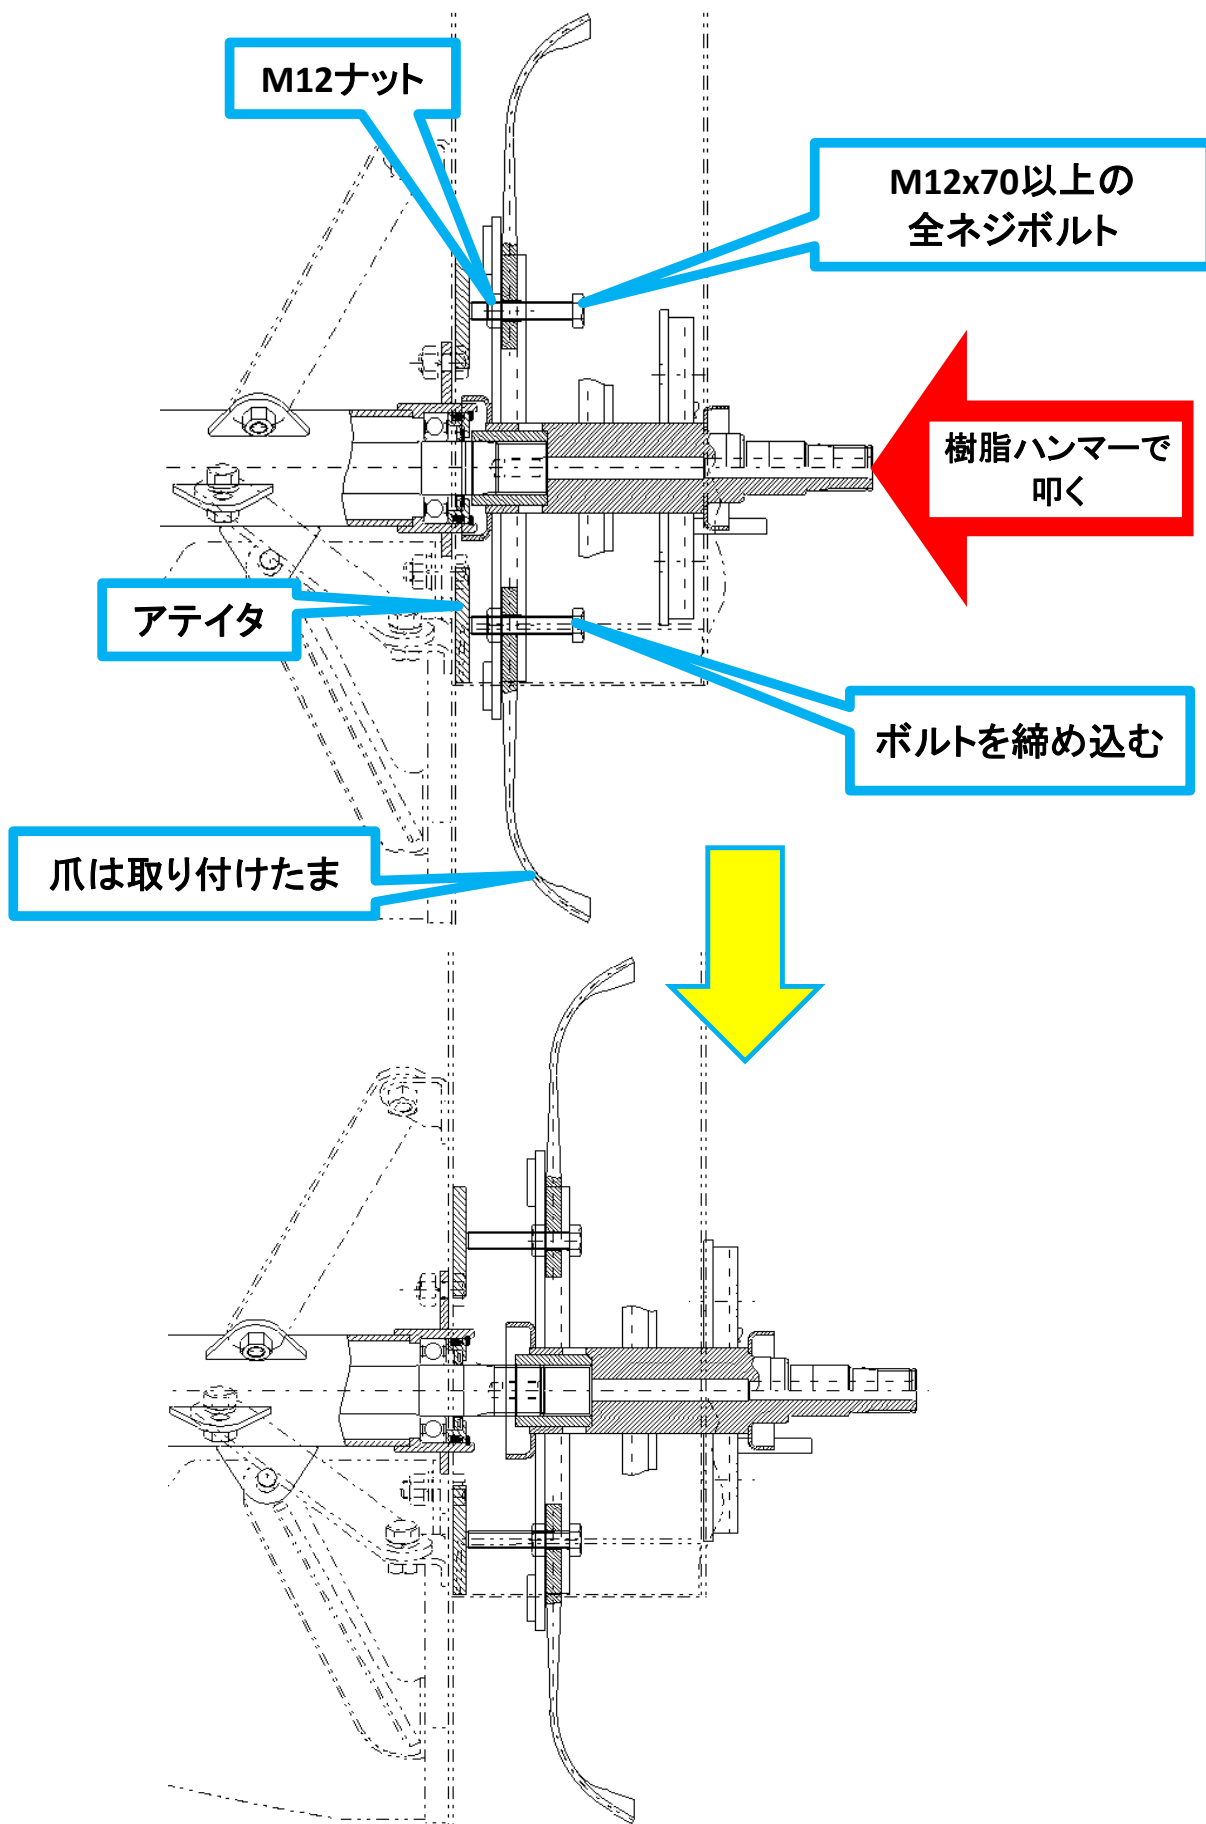 M12ナット
M12x70以上の
全ネジボルト
樹脂ハンマーで
叩く
アテイタ
ボルトを締め込む
爪は取り付けたま